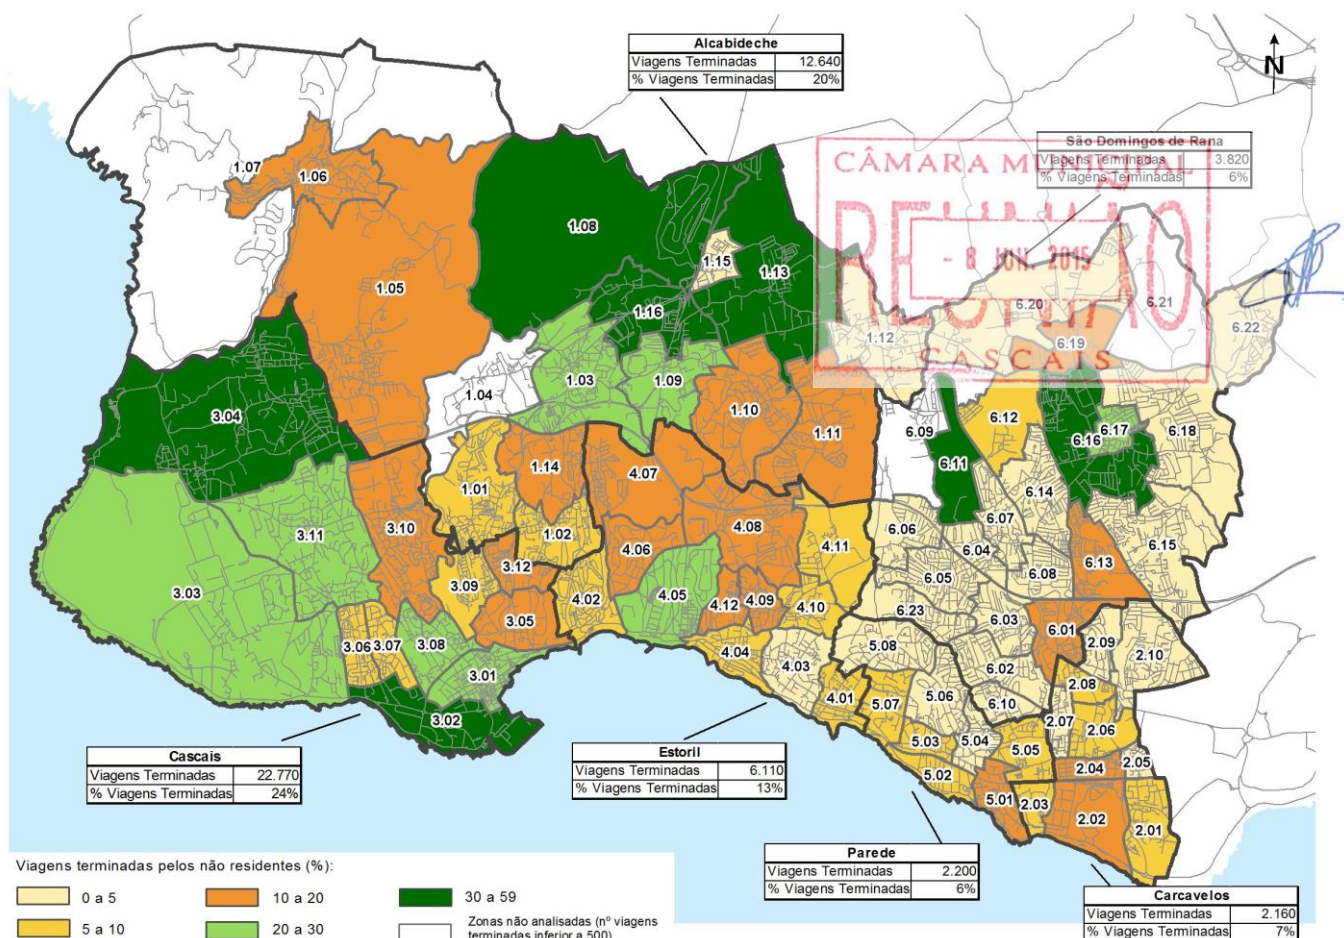 Alcabideche
Viagens Terminadas 12.640
% Viagens Terminadas 20%
N
São Domingos de Rana
Viagens Terminadas 3.820
% Viagens Terminadas 6%
CÂMARA MUNICIPAL
REUNIÃO
- 8 JUN. 2015
CASCAIS
1.07
1.06
1.08
1.15
1.13
1.05
1.16
1.12
6.20
6.21
6.19
6.22
3.04
1.04
1.03
1.09
1.10
1.11
6.09
6.12
6.16
6.17
6.18
6.11
1.01
1.14
4.07
3.10
3.11
1.02
4.06
4.08
4.11
6.06
6.07
6.14
6.04
6.15
3.03
3.09
3.12
4.02
4.05
4.12
4.09
4.10
6.05
6.08
6.13
6.23
6.03
6.01
3.05
3.06
3.07
3.08
3.01
4.04
4.03
5.08
6.02
2.09
2.10
3.02
4.01
5.07
5.06
6.10
2.08
2.07
2.06
5.03
5.04
5.05
5.02
2.04
2.05
5.01
2.03
2.02
2.01
Cascais
Viagens Terminadas 22.770
% Viagens Terminadas 24%
Estoril
Viagens Terminadas 6.110
% Viagens Terminadas 13%
Parede
Viagens Terminadas 2.200
% Viagens Terminadas 6%
Carcavelos
Viagens Terminadas 2.160
% Viagens Terminadas 7%
Viagens terminadas pelos não residentes (%):
0 a 5
10 a 20
30 a 59
5 a 10
20 a 30
Zonas não analisadas (nº viagens
terminadas inferior a 500)